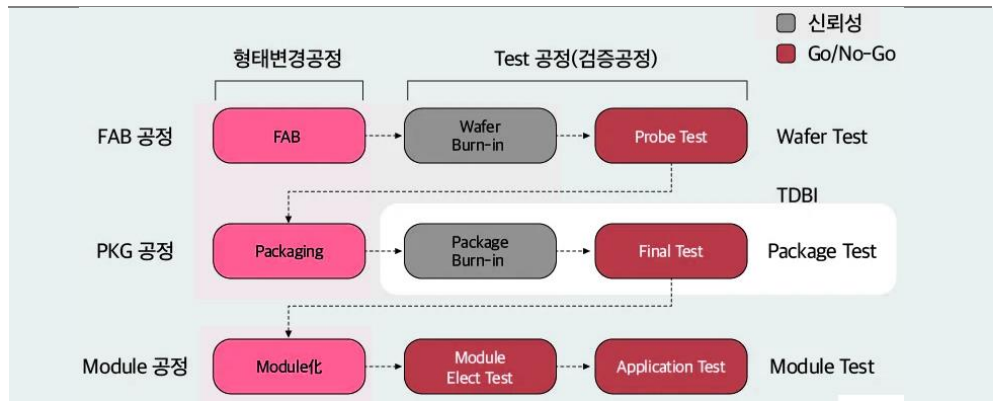 신뢰성
Go/No-Go
형태변경공정
Test 공정(검증공정)
FAB 공정
FAB
Wafer
Burn-in
Probe Test
Wafer Test
TDBI
PKG 공정
Packaging
Package
Burn-in
Final Test
Package Test
Module 공정
Module化
Module
Elect Test
Application Test
Module Test